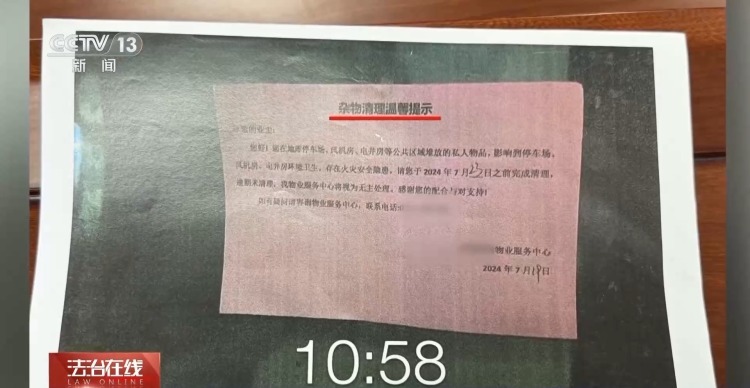 CCTV 13
新闻
杂物清理温馨提示
尊敬的业主:
您好!您在地库停车场、风机房、电井房等公共区域堆放的私人物品,影响到停车场、
风机房、电井房环境卫生,存在火灾安全隐患,请您于 2024 年 7 月 日之前完成清理,
逾期未清理,我物业服务中心将视为无主处理。感谢您的配合与对支持!
如有疑问请咨询物业服务中心,联系电话:
物业服务中心
2024 年 7 月19日
10:58
法治在线
LAW ONLINE